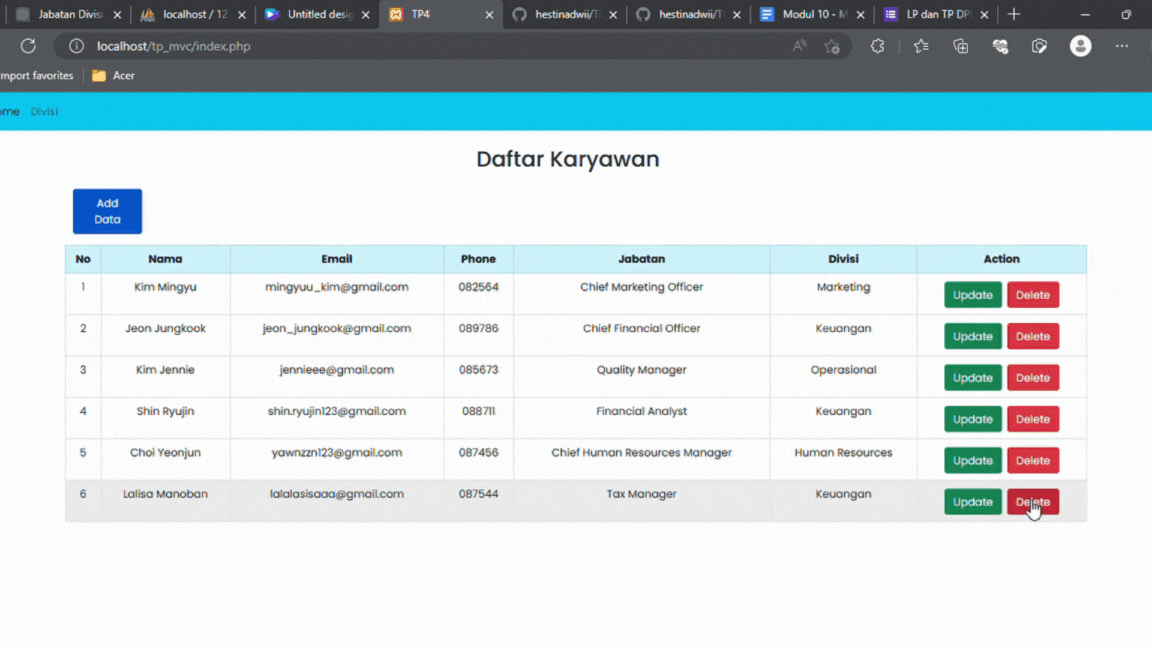 Jabatan Divis
localhost / 12
Untitled desig
TP4
hestinadwii/T
hestinadwii/T
Modul 10 - M
LP dan TP DP
localhost/tp_mvc/index.php
mport favorites
Acer
ome Divisi
Daftar Karyawan
Add
Data
No Nama Email Phone Jabatan Divisi Action
1 Kim Mingyu mingyuu_kim@gmail.com 082564 Chief Marketing Officer Marketing Update Delete
2 Jeon Jungkook jeon_jungkook@gmail.com 089786 Chief Financial Officer Keuangan Update Delete
3 Kim Jennie jennieee@gmail.com 085673 Quality Manager Operasional Update Delete
4 Shin Ryujin shin.ryujin123@gmail.com 088711 Financial Analyst Keuangan Update Delete
5 Choi Yeonjun yawnzzn123@gmail.com 087456 Chief Human Resources Manager Human Resources Update Delete
6 Lalisa Manoban lalalasisaaa@gmail.com 087544 Tax Manager Keuangan Update Delete